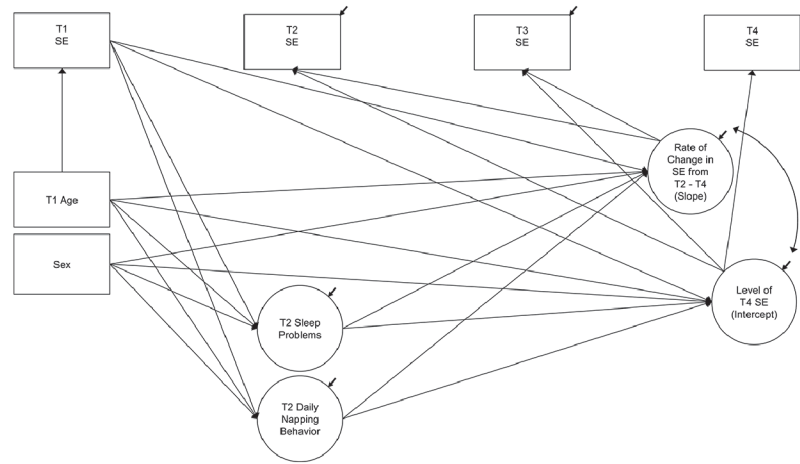 T1
SE
T2
SE
T3
SE
T4
SE
Rate of
Change in
SE from
T2 - T4
(Slope)
T1 Age
Sex
Level of
T4 SE
(Intercept)
T2 Sleep
Problems
T2 Daily
Napping
Behavior